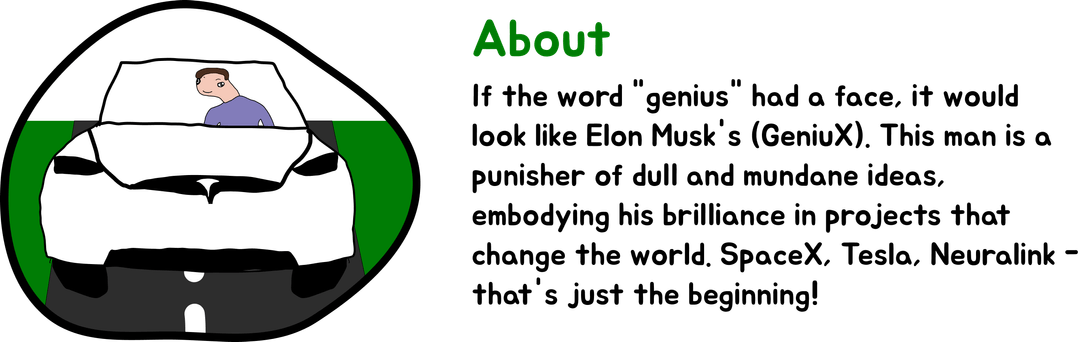 About
If the word "genius" had a face, it would
look like Elon Musk's (GeniuX). This man is a
punisher of dull and mundane ideas,
embodying his brilliance in projects that
change the world. SpaceX, Tesla, Neuralink -
that's just the beginning!